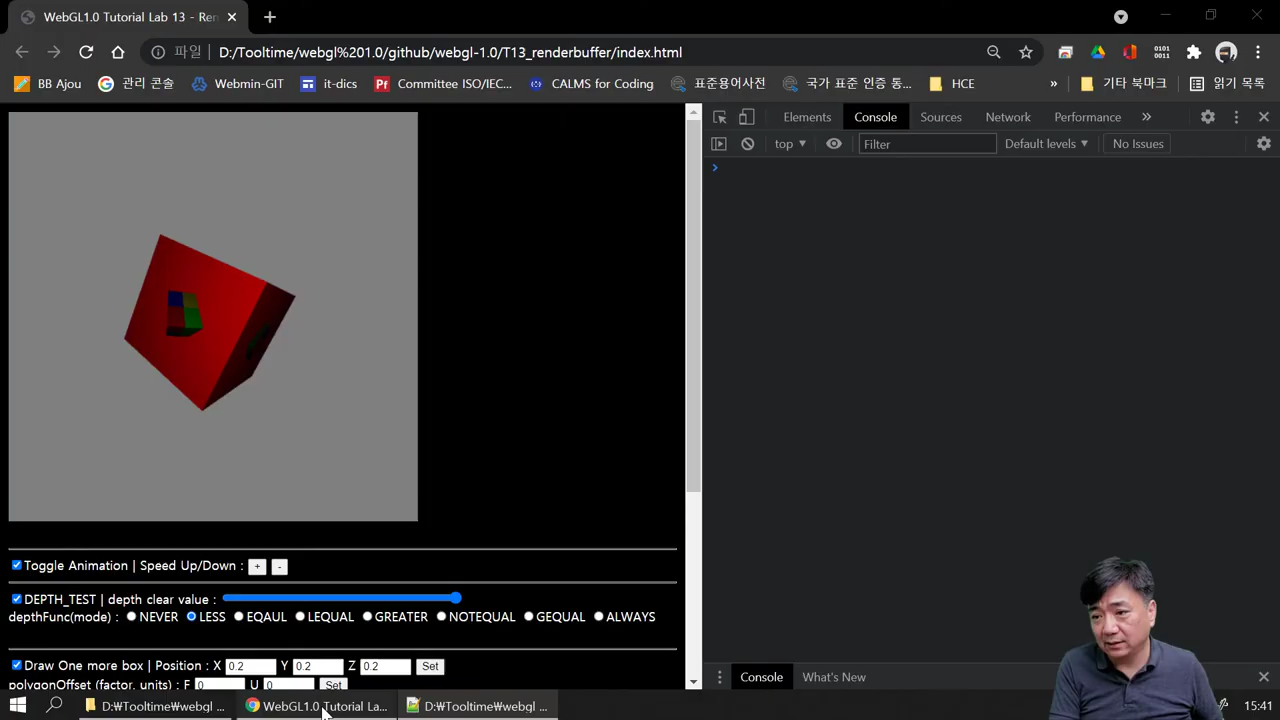 WebGL1.0 Tutorial Lab 13 - Ren
파일 D:/Tooltime/webgl%201.0/github/webgl-1.0/T13_renderbuffer/index.html
0101 0011
BB Ajou 관리 콘솔 Webmin-GIT it-dics Committee ISO/IEC... CALMS for Coding 표준용어사전 국가 표준 인증 통... HCE » 기타 북마크 읽기 목록
Elements Console Sources Network Performance »
top Filter Default levels No Issues
Toggle Animation | Speed Up/Down : + -
DEPTH_TEST | depth clear value :
depthFunc(mode) : NEVER LESS EQAUL LEQUAL GREATER NOTEQUAL GEQUAL ALWAYS
Draw One more box | Position : X 0.2 Y 0.2 Z 0.2 Set
polygonOffset (factor, units) : F 0 U 0 Set
Console What's New
D:₩Tooltime₩webgl ... WebGL1.0 Tutorial La... D:₩Tooltime₩webgl ... 15:41